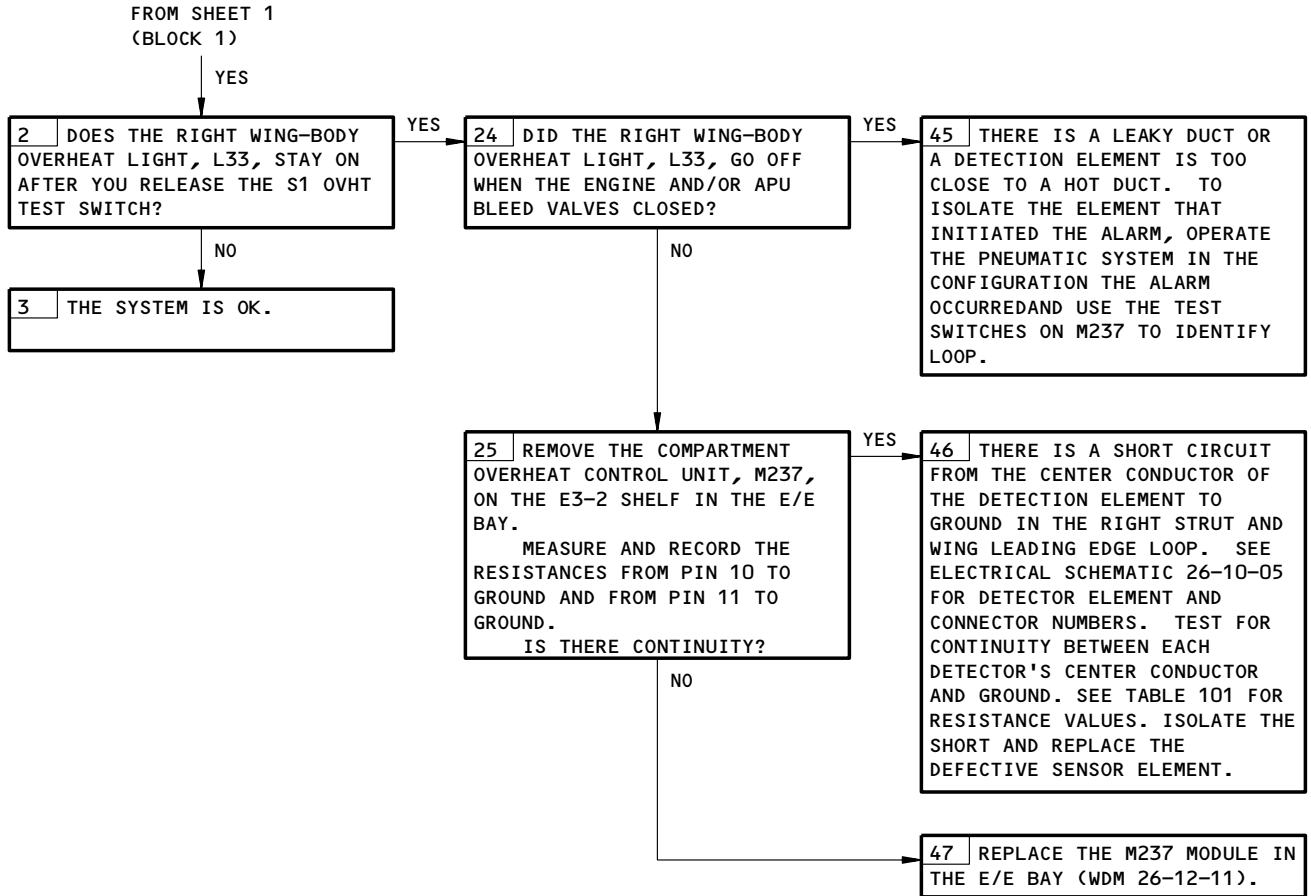 FROM SHEET 1
(BLOCK 1)
YES
2 DOES THE RIGHT WING-BODY
OVERHEAT LIGHT, L33, STAY ON
AFTER YOU RELEASE THE S1 OVHT
TEST SWITCH?
YES
24 DID THE RIGHT WING-BODY
OVERHEAT LIGHT, L33, GO OFF
WHEN THE ENGINE AND/OR APU
BLEED VALVES CLOSED?
YES
45 THERE IS A LEAKY DUCT OR
A DETECTION ELEMENT IS TOO
CLOSE TO A HOT DUCT. TO
ISOLATE THE ELEMENT THAT
INITIATED THE ALARM, OPERATE
THE PNEUMATIC SYSTEM IN THE
CONFIGURATION THE ALARM
OCCURREDAND USE THE TEST
SWITCHES ON M237 TO IDENTIFY
LOOP.
NO
3 THE SYSTEM IS OK.
NO
25 REMOVE THE COMPARTMENT
OVERHEAT CONTROL UNIT, M237,
ON THE E3-2 SHELF IN THE E/E
BAY.
MEASURE AND RECORD THE
RESISTANCES FROM PIN 10 TO
GROUND AND FROM PIN 11 TO
GROUND.
IS THERE CONTINUITY?
YES
46 THERE IS A SHORT CIRCUIT
FROM THE CENTER CONDUCTOR OF
THE DETECTION ELEMENT TO
GROUND IN THE RIGHT STRUT AND
WING LEADING EDGE LOOP. SEE
ELECTRICAL SCHEMATIC 26-10-05
FOR DETECTOR ELEMENT AND
CONNECTOR NUMBERS. TEST FOR
CONTINUITY BETWEEN EACH
DETECTOR'S CENTER CONDUCTOR
AND GROUND. SEE TABLE 101 FOR
RESISTANCE VALUES. ISOLATE THE
SHORT AND REPLACE THE
DEFECTIVE SENSOR ELEMENT.
NO
47 REPLACE THE M237 MODULE IN
THE E/E BAY (WDM 26-12-11).